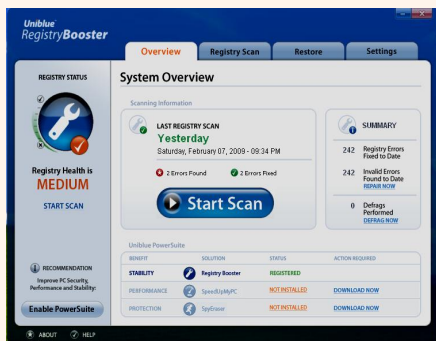 Uniblue
RegistryBooster
Overview
Registry Scan
Restore
Settings
REGISTRY STATUS
Registry Health is
MEDIUM
START SCAN
RECOMMENDATION
Improve PC Security,
Performance and Stability:
Enable PowerSuite
ABOUT
HELP
System Overview
Scanning Information
LAST REGISTRY SCAN
Yesterday
Saturday, February 07, 2009 - 09:34 PM
2 Errors Found
2 Errors Fixed
Start Scan
SUMMARY
242 Registry Errors
Fixed to Date
242 Invalid Errors
Found to Date
REPAIR NOW
0 Defrags
Performed
DEFRAG NOW
Uniblue PowerSuite
BENEFIT SOLUTION STATUS ACTION REQUIRED
STABILITY Registry Booster REGISTERED
PERFORMANCE SpeedUpMyPC NOT INSTALLED DOWNLOAD NOW
PROTECTION SpyEraser NOT INSTALLED DOWNLOAD NOW